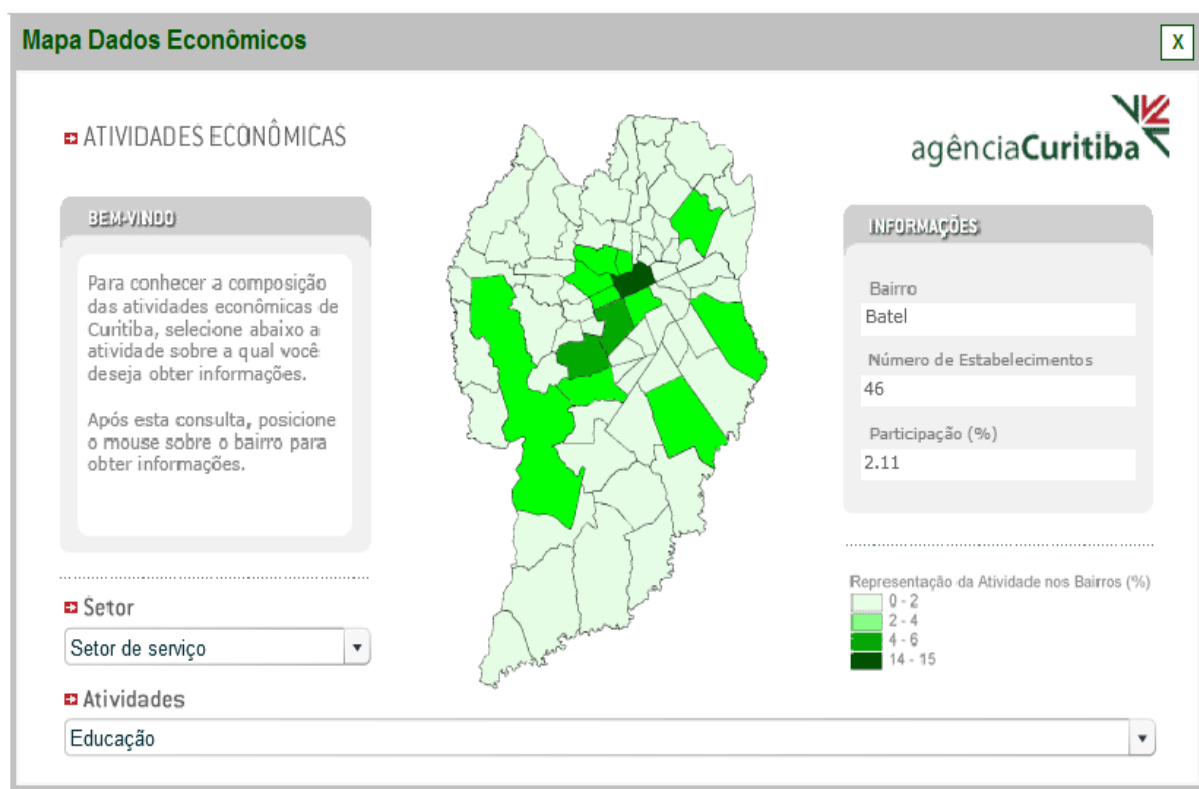 Mapa Dados Econômicos
X
ATIVIDADES ECONÔMICAS
agênciaCuritiba
BEM-VINDO
Para conhecer a composição
das atividades econômicas de
Curitiba, selecione abaixo a
atividade sobre a qual você
deseja obter informações.
Após esta consulta, posicione
o mouse sobre o bairro para
obter informações.
INFORMAÇÕES
Bairro
Batel
Número de Estabelecimentos
46
Participação (%)
2.11
Representação da Atividade nos Bairros (%)
0 - 2
2 - 4
4 - 6
14 - 15
Setor
Setor de serviço
Atividades
Educação